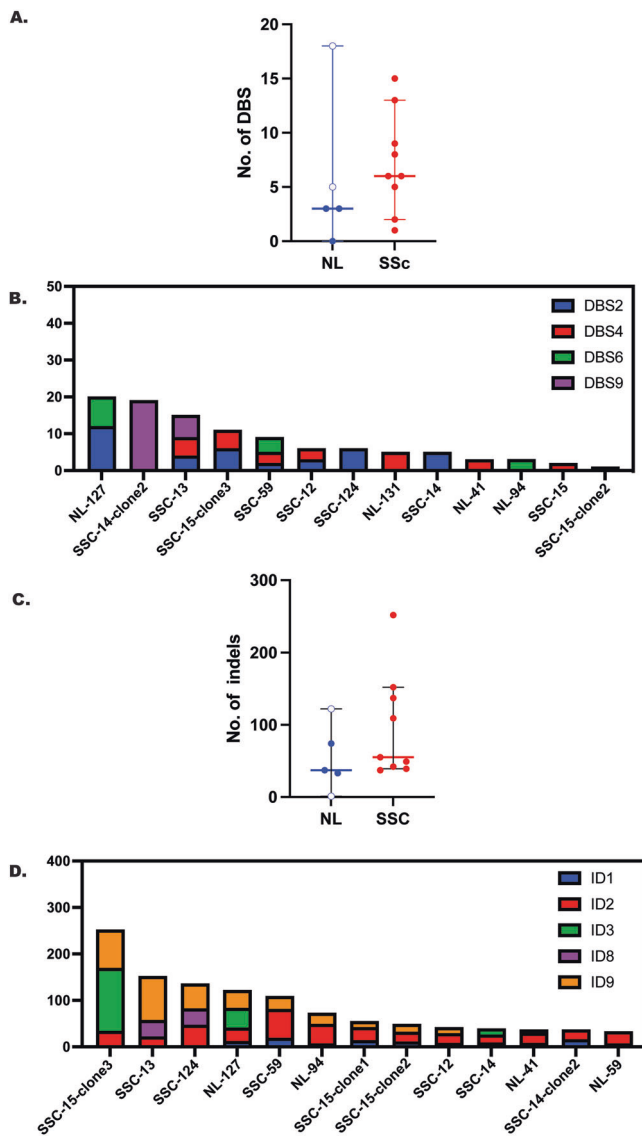 A.
20
15
10
5
0
No. of DBS
NL
SSc
B.
50
40
30
20
10
0
DBS2
DBS4
DBS6
DBS9
NL-127
SSC-14-clone2
SSC-13
SSC-15-clone3
SSC-59
SSC-12
SSC-124
NL-131
SSC-14
NL-41
NL-94
SSC-15
SSC-15-clone2
C.
300
200
100
0
No. of indels
NL
SSC
D.
400
300
200
100
0
ID1
ID2
ID3
ID8
ID9
SSC-15-clone3
SSC-13
SSC-124
NL-127
SSC-59
NL-94
SSC-15-clone1
SSC-15-clone2
SSC-12
SSC-14
NL-41
SSC-14-clone2
NL-59